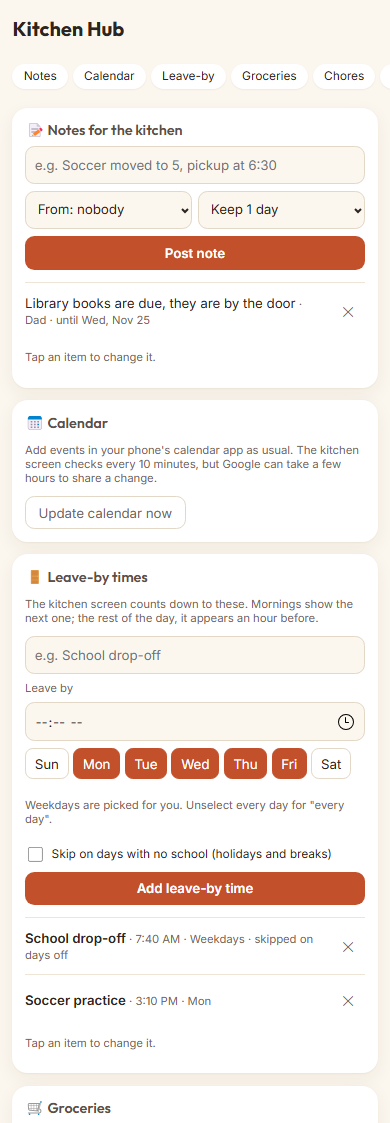 Kitchen Hub
Notes
Calendar
Leave-by
Groceries
Chores
Notes for the kitchen
e.g. Soccer moved to 5, pickup at 6:30
From: nobody
Keep 1 day
Post note
Library books are due, they are by the door ·
Dad · until Wed, Nov 25
Tap an item to change it.
Calendar
Add events in your phone's calendar app as usual. The kitchen
screen checks every 10 minutes, but Google can take a few
hours to share a change.
Update calendar now
Leave-by times
The kitchen screen counts down to these. Mornings show the
next one; the rest of the day, it appears an hour before.
e.g. School drop-off
Leave by
--:-- --
Sun
Mon
Tue
Wed
Thu
Fri
Sat
Weekdays are picked for you. Unselect every day for "every
day".
Skip on days with no school (holidays and breaks)
Add leave-by time
School drop-off · 7:40 AM · Weekdays · skipped on
days off
Soccer practice · 3:10 PM · Mon
Tap an item to change it.
Groceries